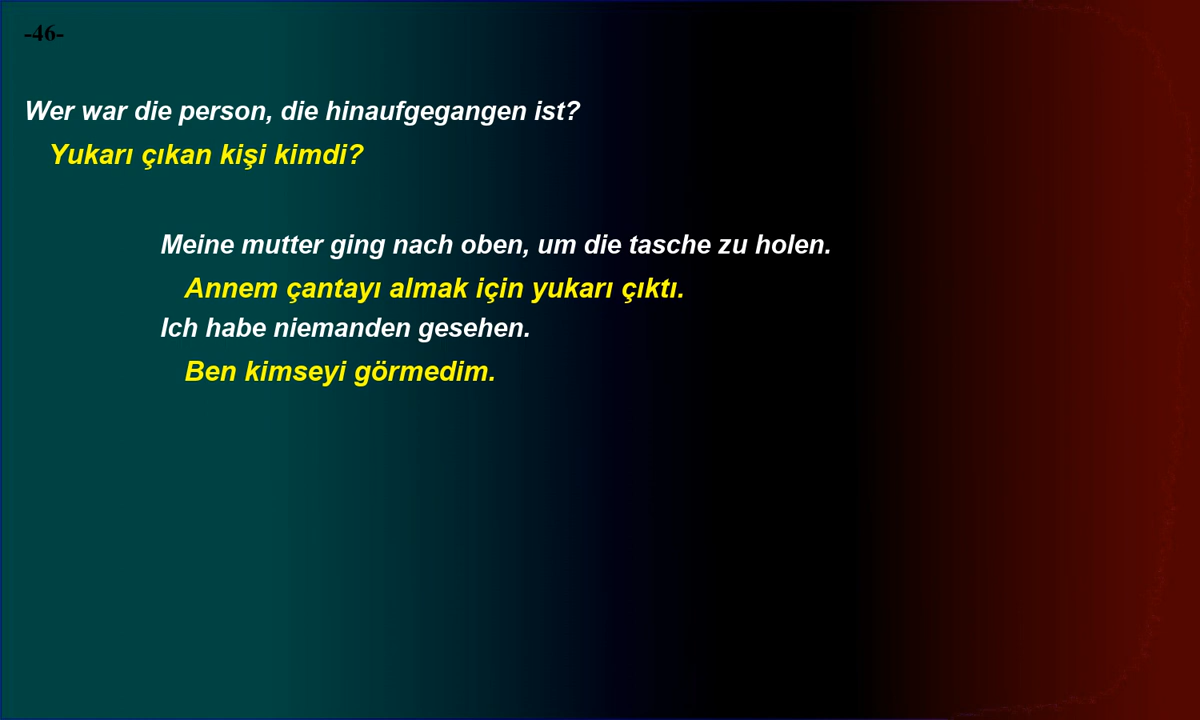 -46-
Wer war die person, die hinaufgegangen ist?
Yukarı çıkan kişi kimdi?
Meine mutter ging nach oben, um die tasche zu holen.
Annem çantayı almak için yukarı çıktı.
Ich habe niemanden gesehen.
Ben kimseyi görmedim.